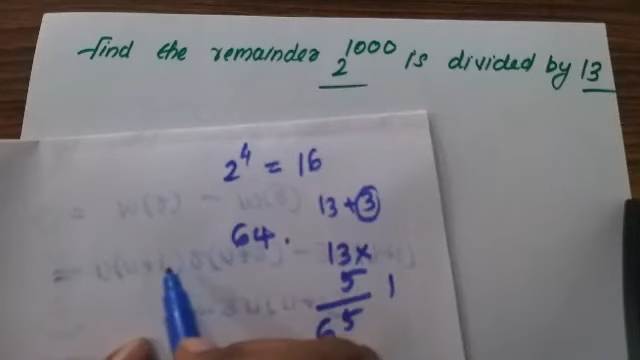 find the remainder 2^1000 is divided by 13
2^4 = 16
13 + 3
64.
13 x
5 1
65